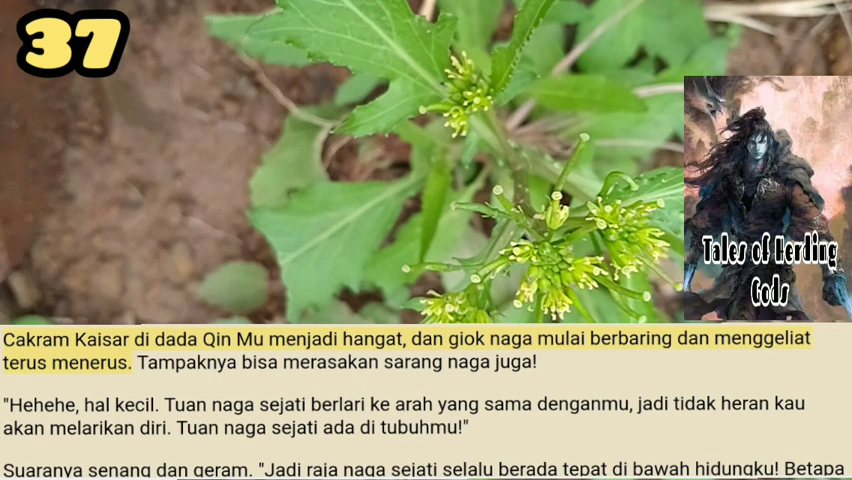 37
Tales of Herding
Gods
Cakram Kaisar di dada Qin Mu menjadi hangat, dan giok naga mulai berbaring dan menggeliat
terus menerus. Tampaknya bisa merasakan sarang naga juga!
"Hehehe, hal kecil. Tuan naga sejati berlari ke arah yang sama denganmu, jadi tidak heran kau
akan melarikan diri. Tuan naga sejati ada di tubuhmu!"
Suaranya senang dan geram. "Jadi raja naga sejati selalu berada tepat di bawah hidungku! Betapa